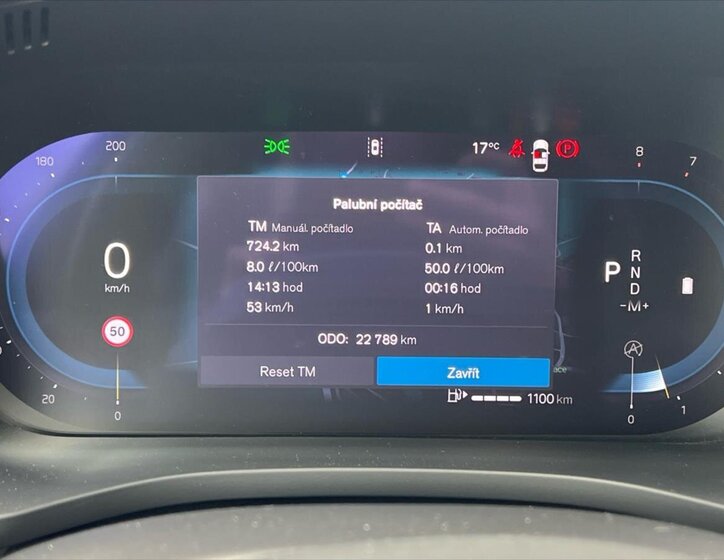 200
180
17°C
8
7
Palubní počítač
TM Manuál. počítadlo
724.2 km
8.0 ℓ/100km
14:13 hod
53 km/h
TA Autom. počítadlo
0.1 km
50.0 ℓ/100km
00:16 hod
1 km/h
0
km/h
50
P
R
N
D
-M+
ODO: 22 789 km
Reset TM
Zavřít
20
0
1100 km
0
1